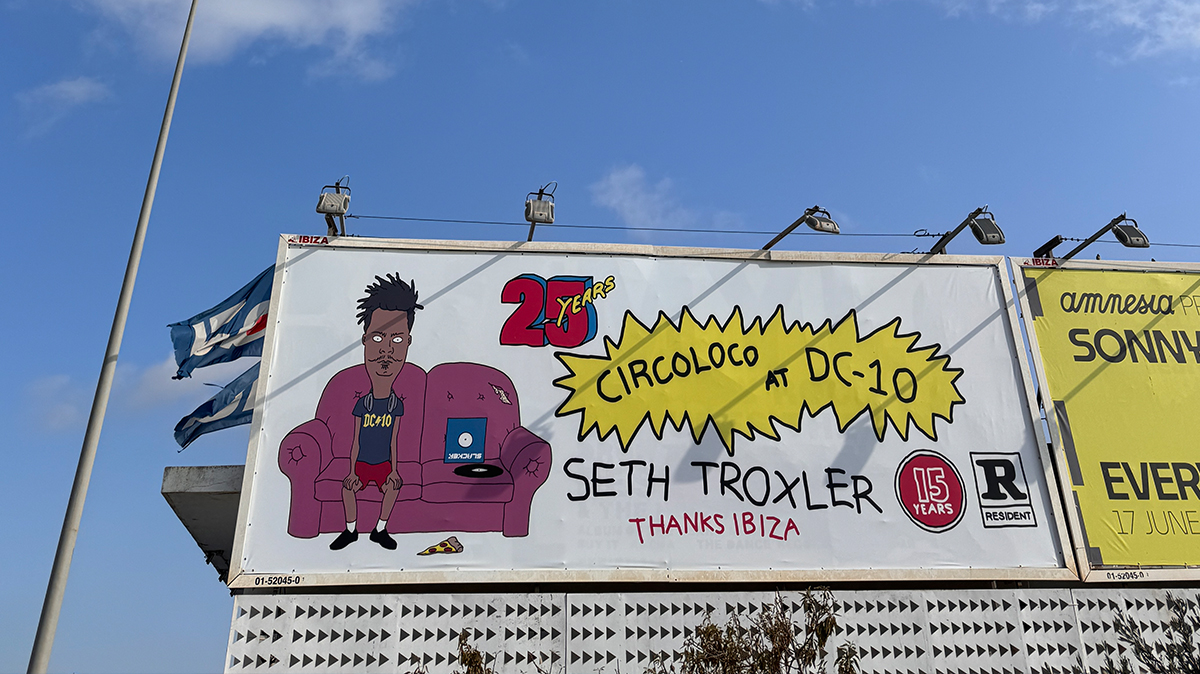 IBIZA
25
YEARS
CIRCOLOCO AT DC-10
DC10
SLACKER
SETH TROXLER
THANKS IBIZA
15
YEARS
R
RESIDENT
01-52045-0
IBIZA
amnesia
SONNY
EVER
17 JUNE
01-52045-0